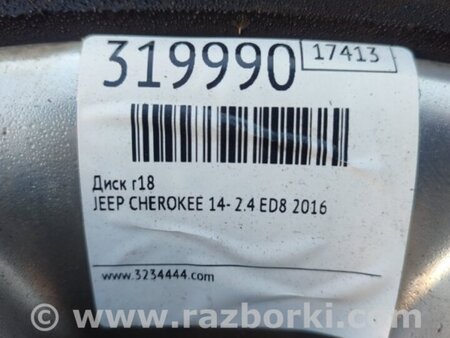 319990
17413
Диск r18
JEEP CHEROKEE 14- 2.4 ED8 2016
www.3234444.com
www.razborki.com